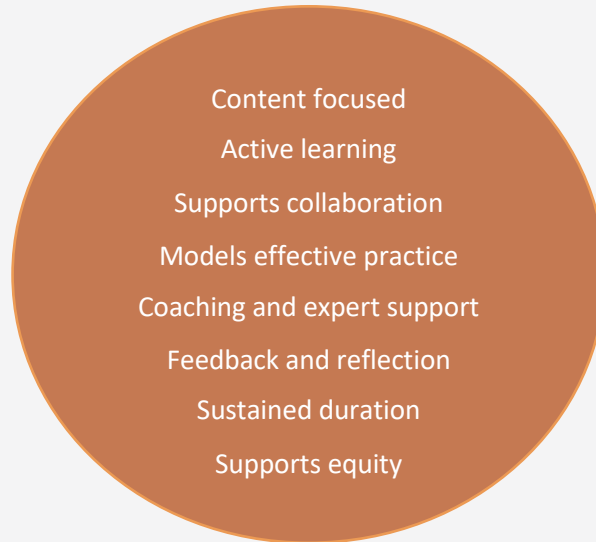 Content focused
Active learning
Supports collaboration
Models effective practice
Coaching and expert support
Feedback and reflection
Sustained duration
Supports equity